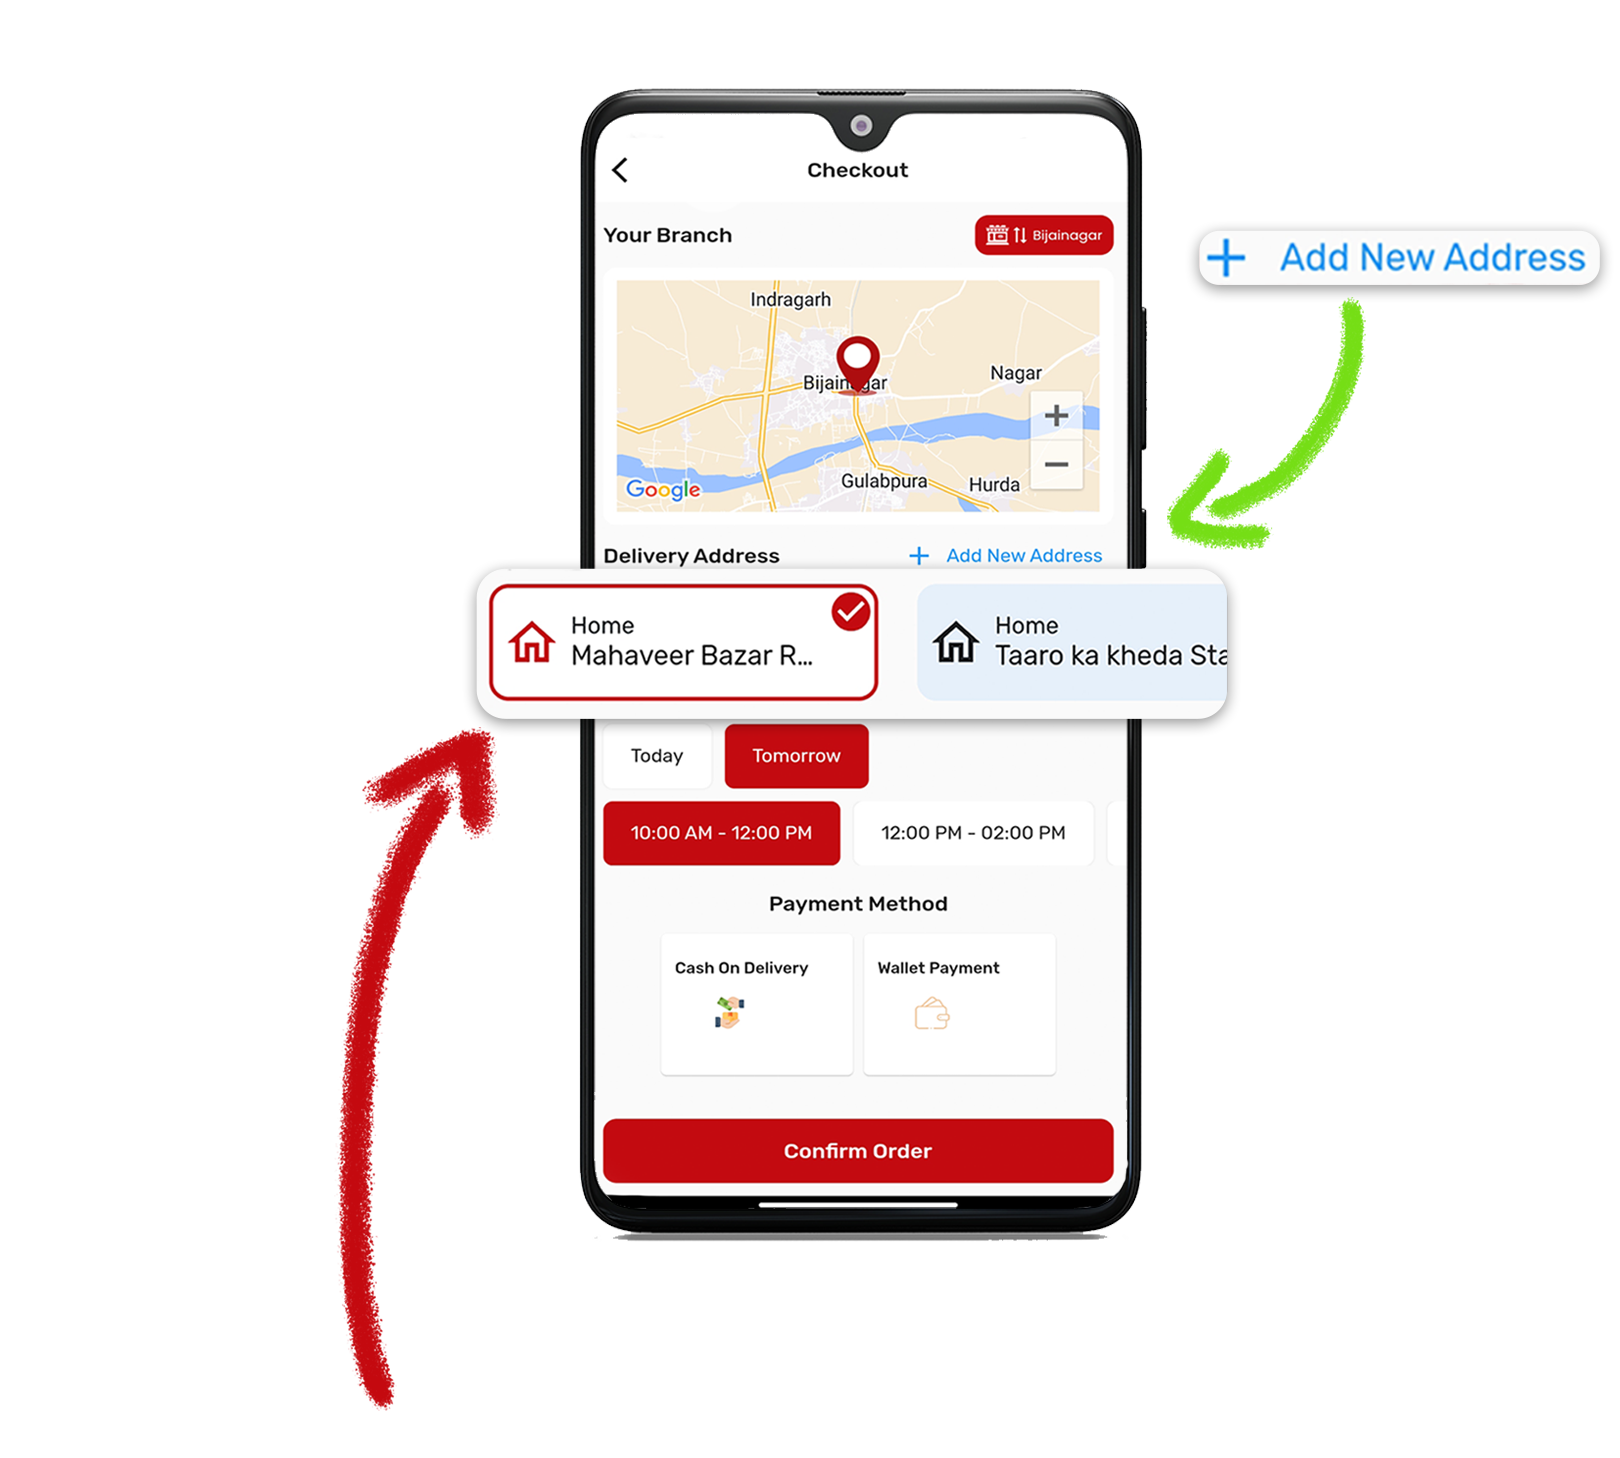 Checkout
Your Branch
Bijainagar
Indragarh
Bijainagar
Nagar
Gulabpura
Hurda
Google
Add New Address
Delivery Address
Add New Address
Home
Mahaveer Bazar R...
Home
Taaro ka kheda Sta
Today
Tomorrow
10:00 AM - 12:00 PM
12:00 PM - 02:00 PM
Payment Method
Cash On Delivery
Wallet Payment
Confirm Order